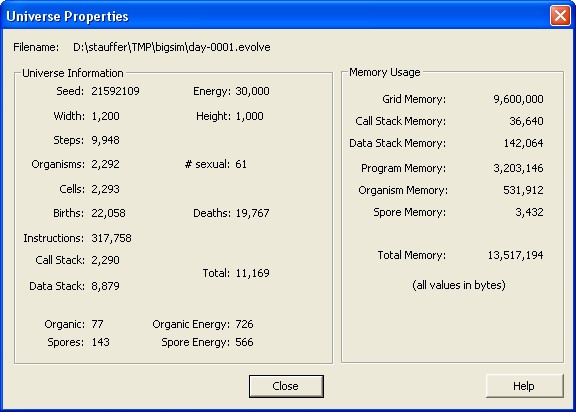 Universe Properties
Filename: D:\stauffer\TMP\bigsim\day-0001.evolve
Universe Information
Seed: 21592109 Energy: 30,000
Width: 1,200 Height: 1,000
Steps: 9,948
Organisms: 2,292 # sexual: 61
Cells: 2,293
Births: 22,058 Deaths: 19,767
Instructions: 317,758
Call Stack: 2,290
Total: 11,169
Data Stack: 8,879
Organic: 77 Organic Energy: 726
Spores: 143 Spore Energy: 566
Memory Usage
Grid Memory: 9,600,000
Call Stack Memory: 36,640
Data Stack Memory: 142,064
Program Memory: 3,203,146
Organism Memory: 531,912
Spore Memory: 3,432
Total Memory: 13,517,194
(all values in bytes)
Close Help